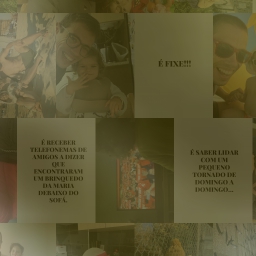 É FIXE!!!
É RECEBER
TELEFONEMAS DE
AMIGOS A DIZER
QUE
ENCONTRARAM
UM BRINQUEDO
DA MARIA
DEBAIXO DO
SOFÁ.
É SABER LIDAR
COM UM
PEQUENO
TORNADO DE
DOMINGO A
DOMINGO...